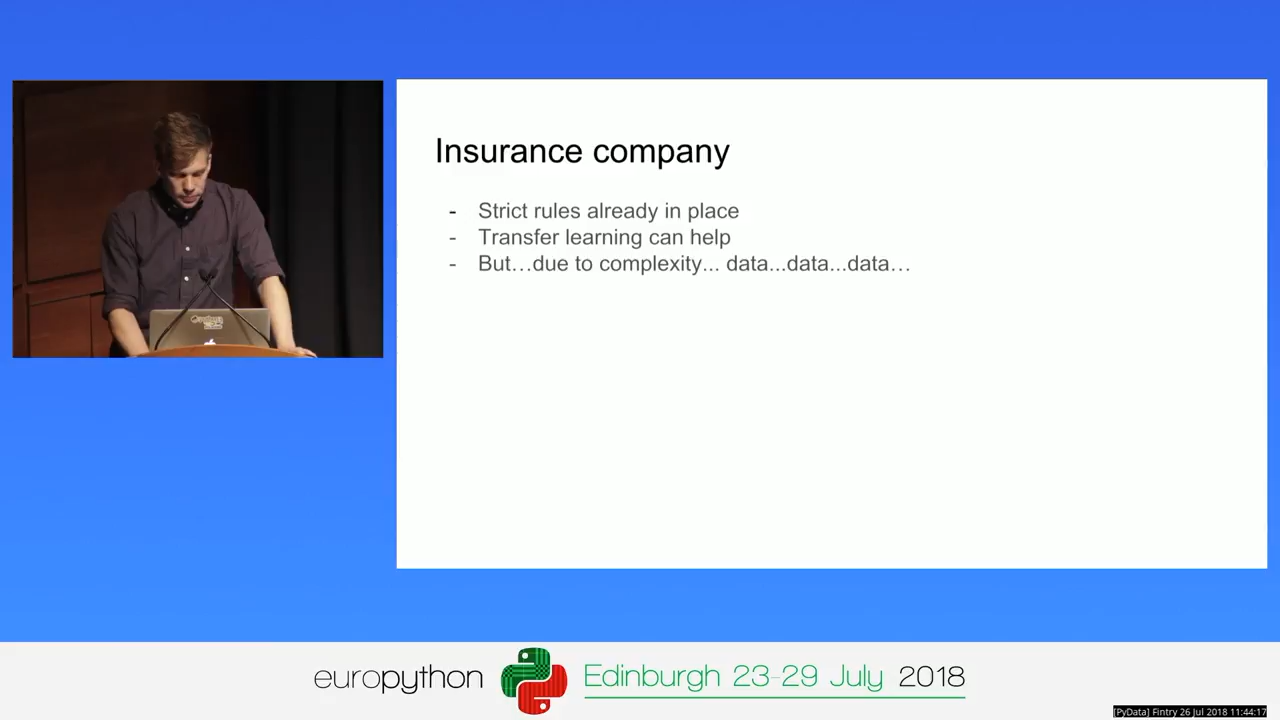 Insurance company
- Strict rules already in place
- Transfer learning can help
- But…due to complexity... data...data...data…
europython Edinburgh 23-29 July 2018
[PyData] Fintry 26 Jul 2018 11:44:17